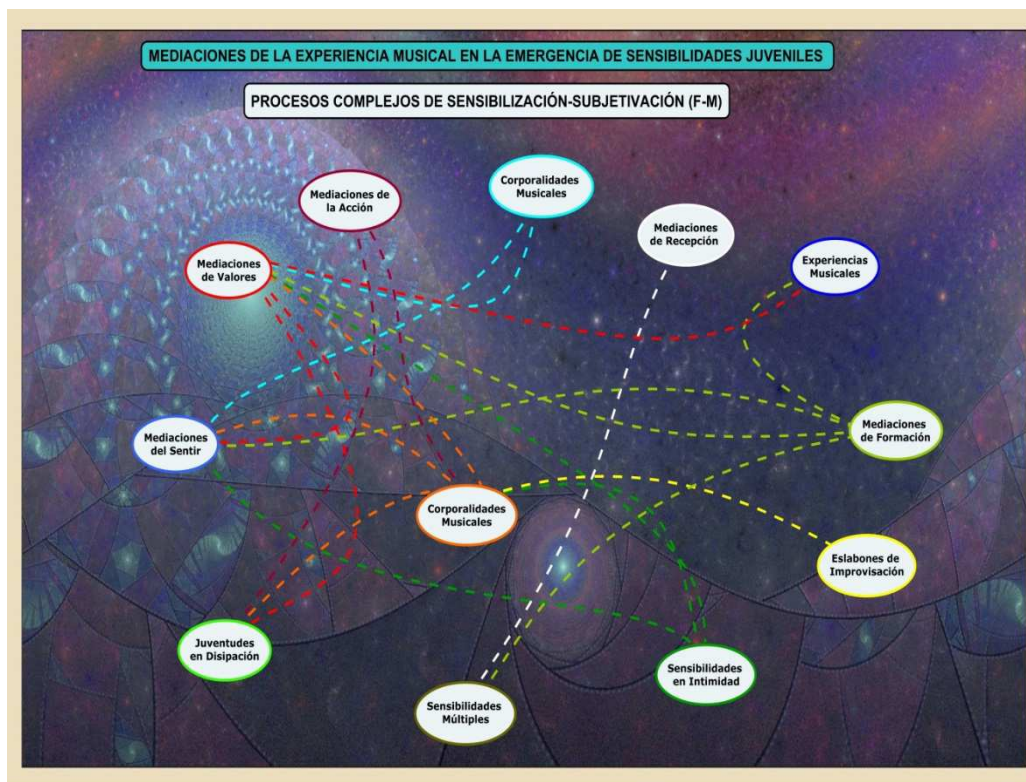 MEDIACIONES DE LA EXPERIENCIA MUSICAL EN LA EMERGENCIA DE SENSIBILIDADES JUVENILES
PROCESOS COMPLEJOS DE SENSIBILIZACIÓN-SUBJETIVACIÓN (F-M)
Mediaciones de
la Acción
Corporalidades
Musicales
Mediaciones
de Recepción
Mediaciones
de Valores
Experiencias
Musicales
Mediaciones
del Sentir
Mediaciones
de Formación
Corporalidades
Musicales
Eslabones de
Improvisación
Juventudes
en Disipación
Sensibilidades
en Intimidad
Sensibilidades
Múltiples